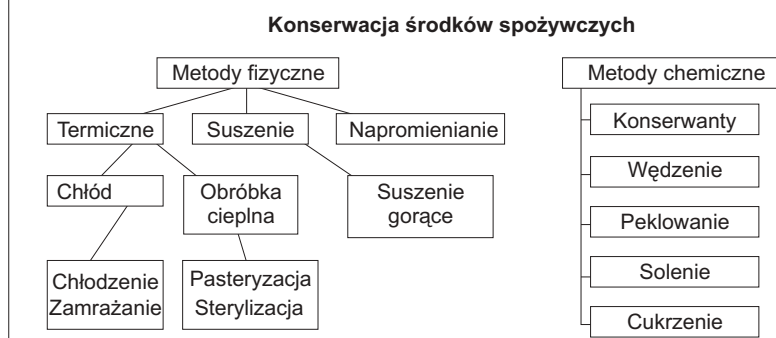 Konserwacja środków spożywczych
Metody fizyczne
Metody chemiczne
Termiczne
Suszenie
Napromienianie
Chłód
Obróbka
cieplna
Suszenie
gorące
Chłodzenie
Zamrażanie
Pasteryzacja
Sterylizacja
Konserwanty
Wędzenie
Peklowanie
Solenie
Cukrzenie